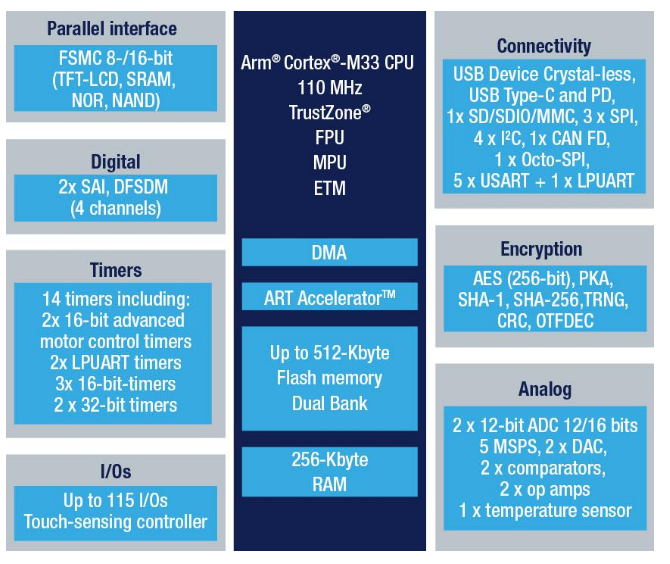 Parallel interface
FSMC 8-/16-bit
(TFT-LCD, SRAM,
NOR, NAND)
Digital
2x SAI, DFSDM
(4 channels)
Timers
14 timers including:
2x 16-bit advanced
motor control timers
2x LPUART timers
3x 16-bit-timers
2 x 32-bit timers
I/Os
Up to 115 I/Os
Touch-sensing controller
Arm® Cortex®-M33 CPU
110 MHz
TrustZone®
FPU
MPU
ETM
DMA
ART Accelerator™
Up to 512-Kbyte
Flash memory
Dual Bank
256-Kbyte
RAM
Connectivity
USB Device Crystal-less,
USB Type-C and PD,
1x SD/SDIO/MMC, 3 x SPI,
4 x I²C, 1x CAN FD,
1 x Octo-SPI,
5 x USART + 1 x LPUART
Encryption
AES (256-bit), PKA,
SHA-1, SHA-256,TRNG,
CRC, OTFDEC
Analog
2 x 12-bit ADC 12/16 bits
5 MSPS, 2 x DAC,
2 x comparators,
2 x op amps
1 x temperature sensor